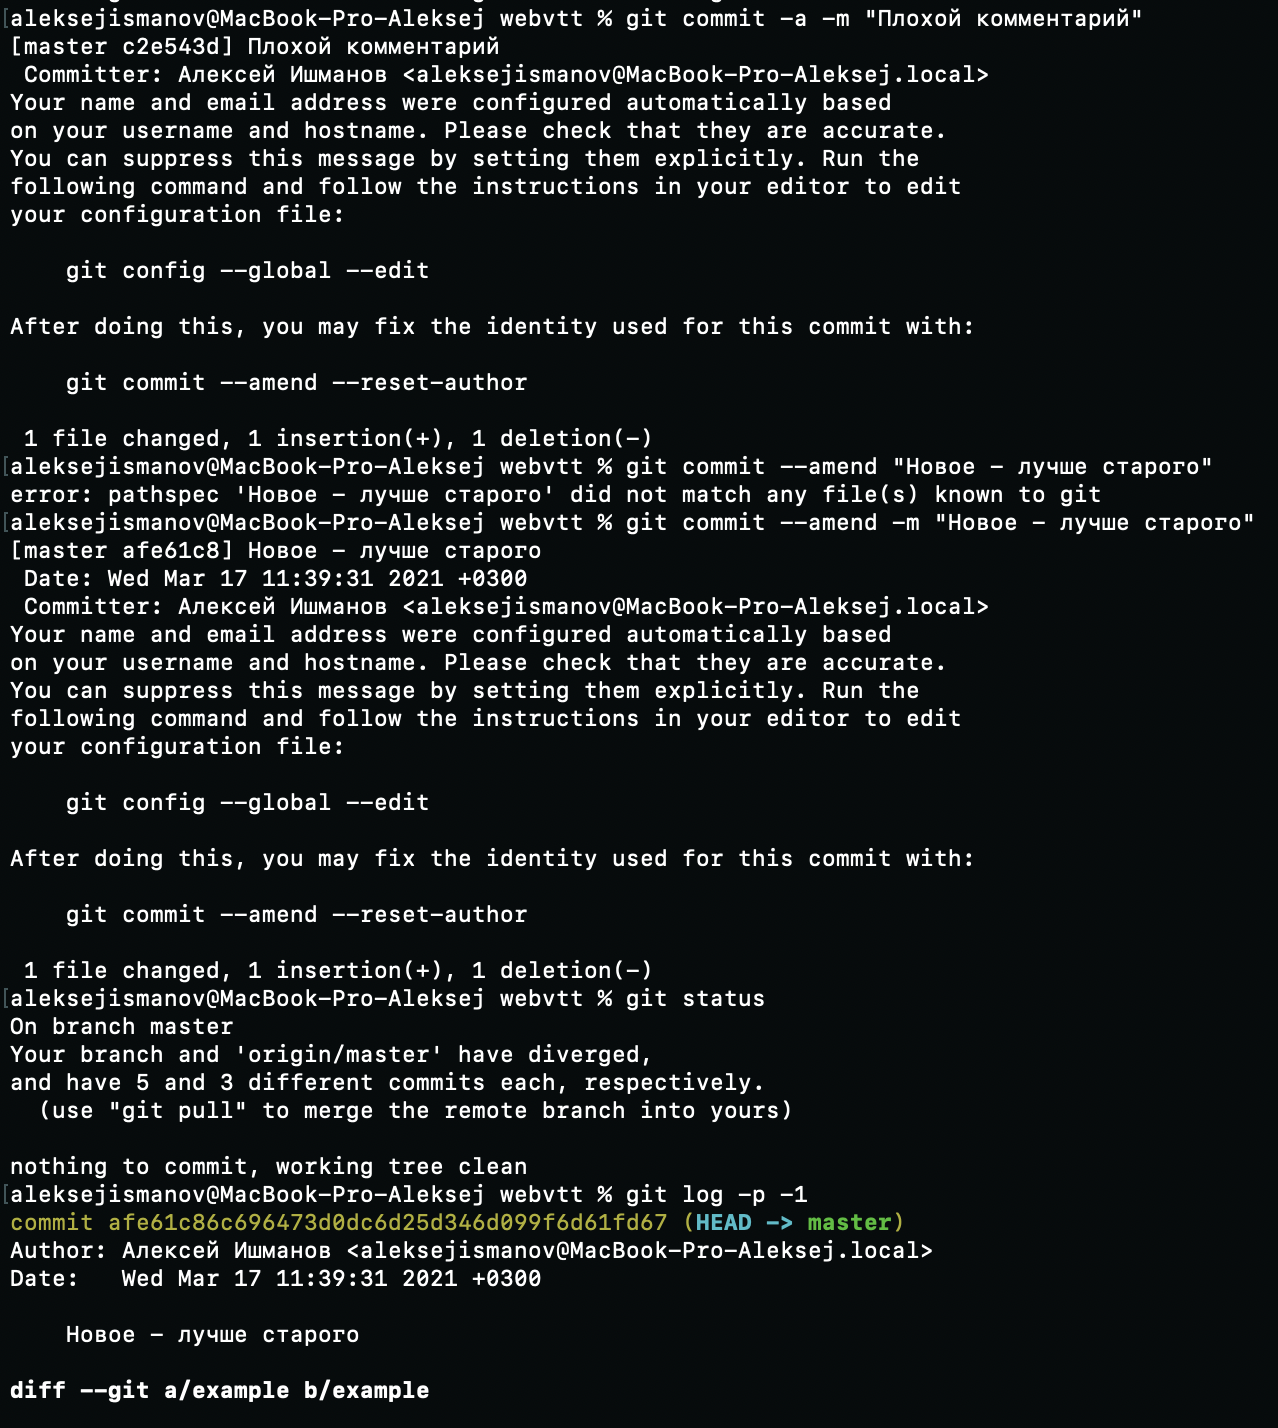 [aleksejismanov@MacBook-Pro-Aleksej webvtt % git commit -a -m "Плохой комментарий"
[master c2e543d] Плохой комментарий
 Committer: Алексей Ишманов <aleksejismanov@MacBook-Pro-Aleksej.local>
Your name and email address were configured automatically based
on your username and hostname. Please check that they are accurate.
You can suppress this message by setting them explicitly. Run the
following command and follow the instructions in your editor to edit
your configuration file:

    git config --global --edit

After doing this, you may fix the identity used for this commit with:

    git commit --amend --reset-author

 1 file changed, 1 insertion(+), 1 deletion(-)
[aleksejismanov@MacBook-Pro-Aleksej webvtt % git commit --amend "Новое - лучше старого"
error: pathspec 'Новое - лучше старого' did not match any file(s) known to git
[aleksejismanov@MacBook-Pro-Aleksej webvtt % git commit --amend -m "Новое - лучше старого"
[master afe61c8] Новое - лучше старого
 Date: Wed Mar 17 11:39:31 2021 +0300
 Committer: Алексей Ишманов <aleksejismanov@MacBook-Pro-Aleksej.local>
Your name and email address were configured automatically based
on your username and hostname. Please check that they are accurate.
You can suppress this message by setting them explicitly. Run the
following command and follow the instructions in your editor to edit
your configuration file:

    git config --global --edit

After doing this, you may fix the identity used for this commit with:

    git commit --amend --reset-author

 1 file changed, 1 insertion(+), 1 deletion(-)
[aleksejismanov@MacBook-Pro-Aleksej webvtt % git status
On branch master
Your branch and 'origin/master' have diverged,
and have 5 and 3 different commits each, respectively.
  (use "git pull" to merge the remote branch into yours)

nothing to commit, working tree clean
[aleksejismanov@MacBook-Pro-Aleksej webvtt % git log -p -1
commit afe61c86c696473d0dc6d25d346d099f6d61fd67 (HEAD -> master)
Author: Алексей Ишманов <aleksejismanov@MacBook-Pro-Aleksej.local>
Date:   Wed Mar 17 11:39:31 2021 +0300

    Новое - лучше старого

diff --git a/example b/example